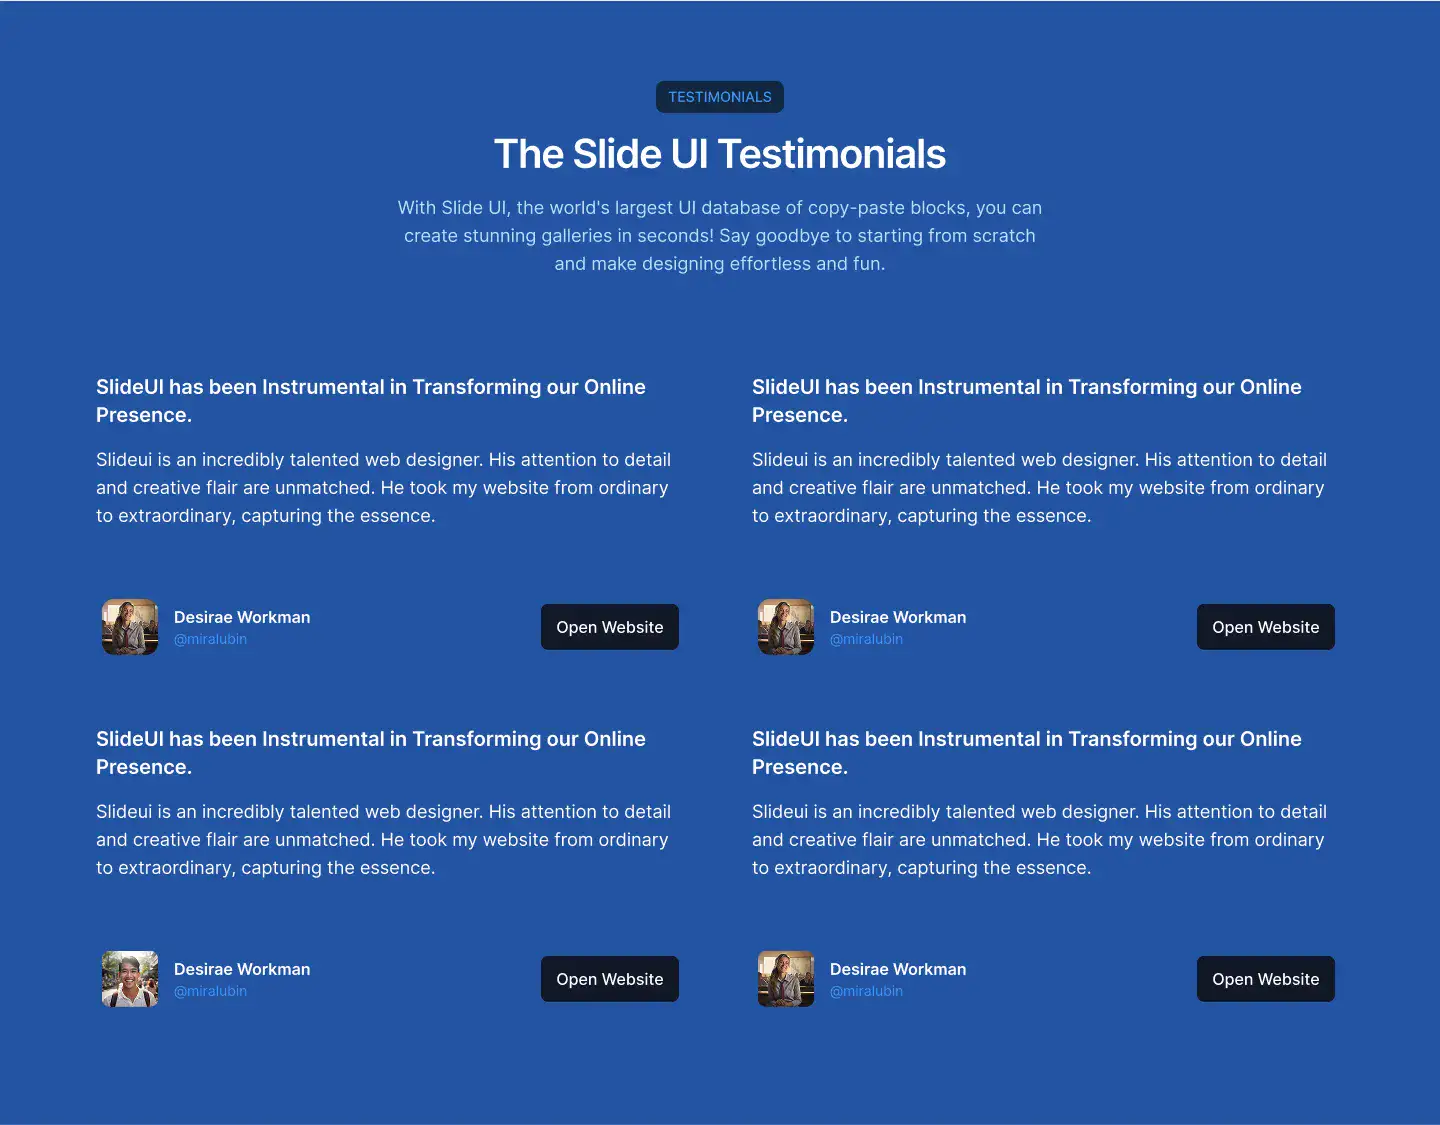 TESTIMONIALS
The Slide UI Testimonials
With Slide UI, the world's largest UI database of copy-paste blocks, you can
create stunning galleries in seconds! Say goodbye to starting from scratch
and make designing effortless and fun.
SlideUI has been Instrumental in Transforming our Online
Presence.
Slideui is an incredibly talented web designer. His attention to detail
and creative flair are unmatched. He took my website from ordinary
to extraordinary, capturing the essence.
Desirae Workman
@miralubin
Open Website
SlideUI has been Instrumental in Transforming our Online
Presence.
Slideui is an incredibly talented web designer. His attention to detail
and creative flair are unmatched. He took my website from ordinary
to extraordinary, capturing the essence.
Desirae Workman
@miralubin
Open Website
SlideUI has been Instrumental in Transforming our Online
Presence.
Slideui is an incredibly talented web designer. His attention to detail
and creative flair are unmatched. He took my website from ordinary
to extraordinary, capturing the essence.
Desirae Workman
@miralubin
Open Website
SlideUI has been Instrumental in Transforming our Online
Presence.
Slideui is an incredibly talented web designer. His attention to detail
and creative flair are unmatched. He took my website from ordinary
to extraordinary, capturing the essence.
Desirae Workman
@miralubin
Open Website